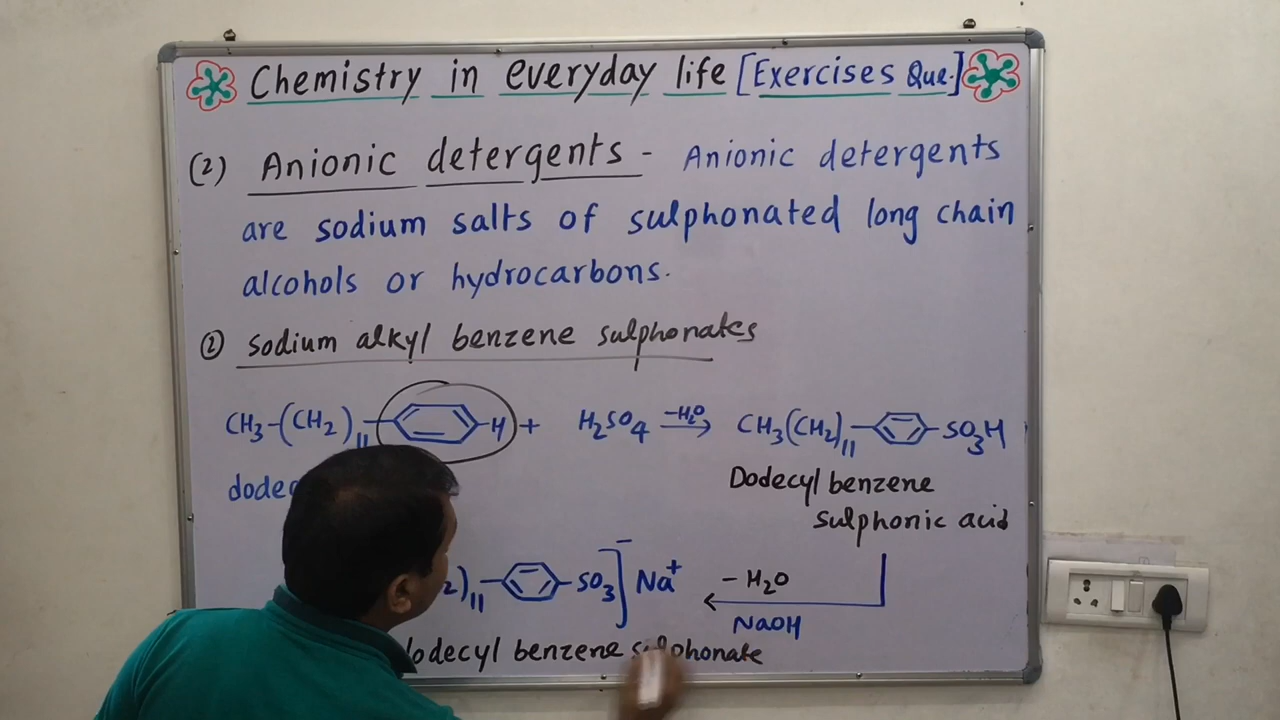 Chemistry in everyday life [Exercises Que.]
(2) Anionic detergents - Anionic detergents
are sodium salts of sulphonated long chain
alcohols or hydrocarbons.
② sodium alkyl benzene sulphonates
CH3-(CH2)11 -H + H2SO4 -H2O → CH3(CH2)11 -SO3H
Dodecyl benzene
sulphonic acid
)11 -SO3]⁻ Na⁺ ← -H2O
NaOH
benzene sulphonate